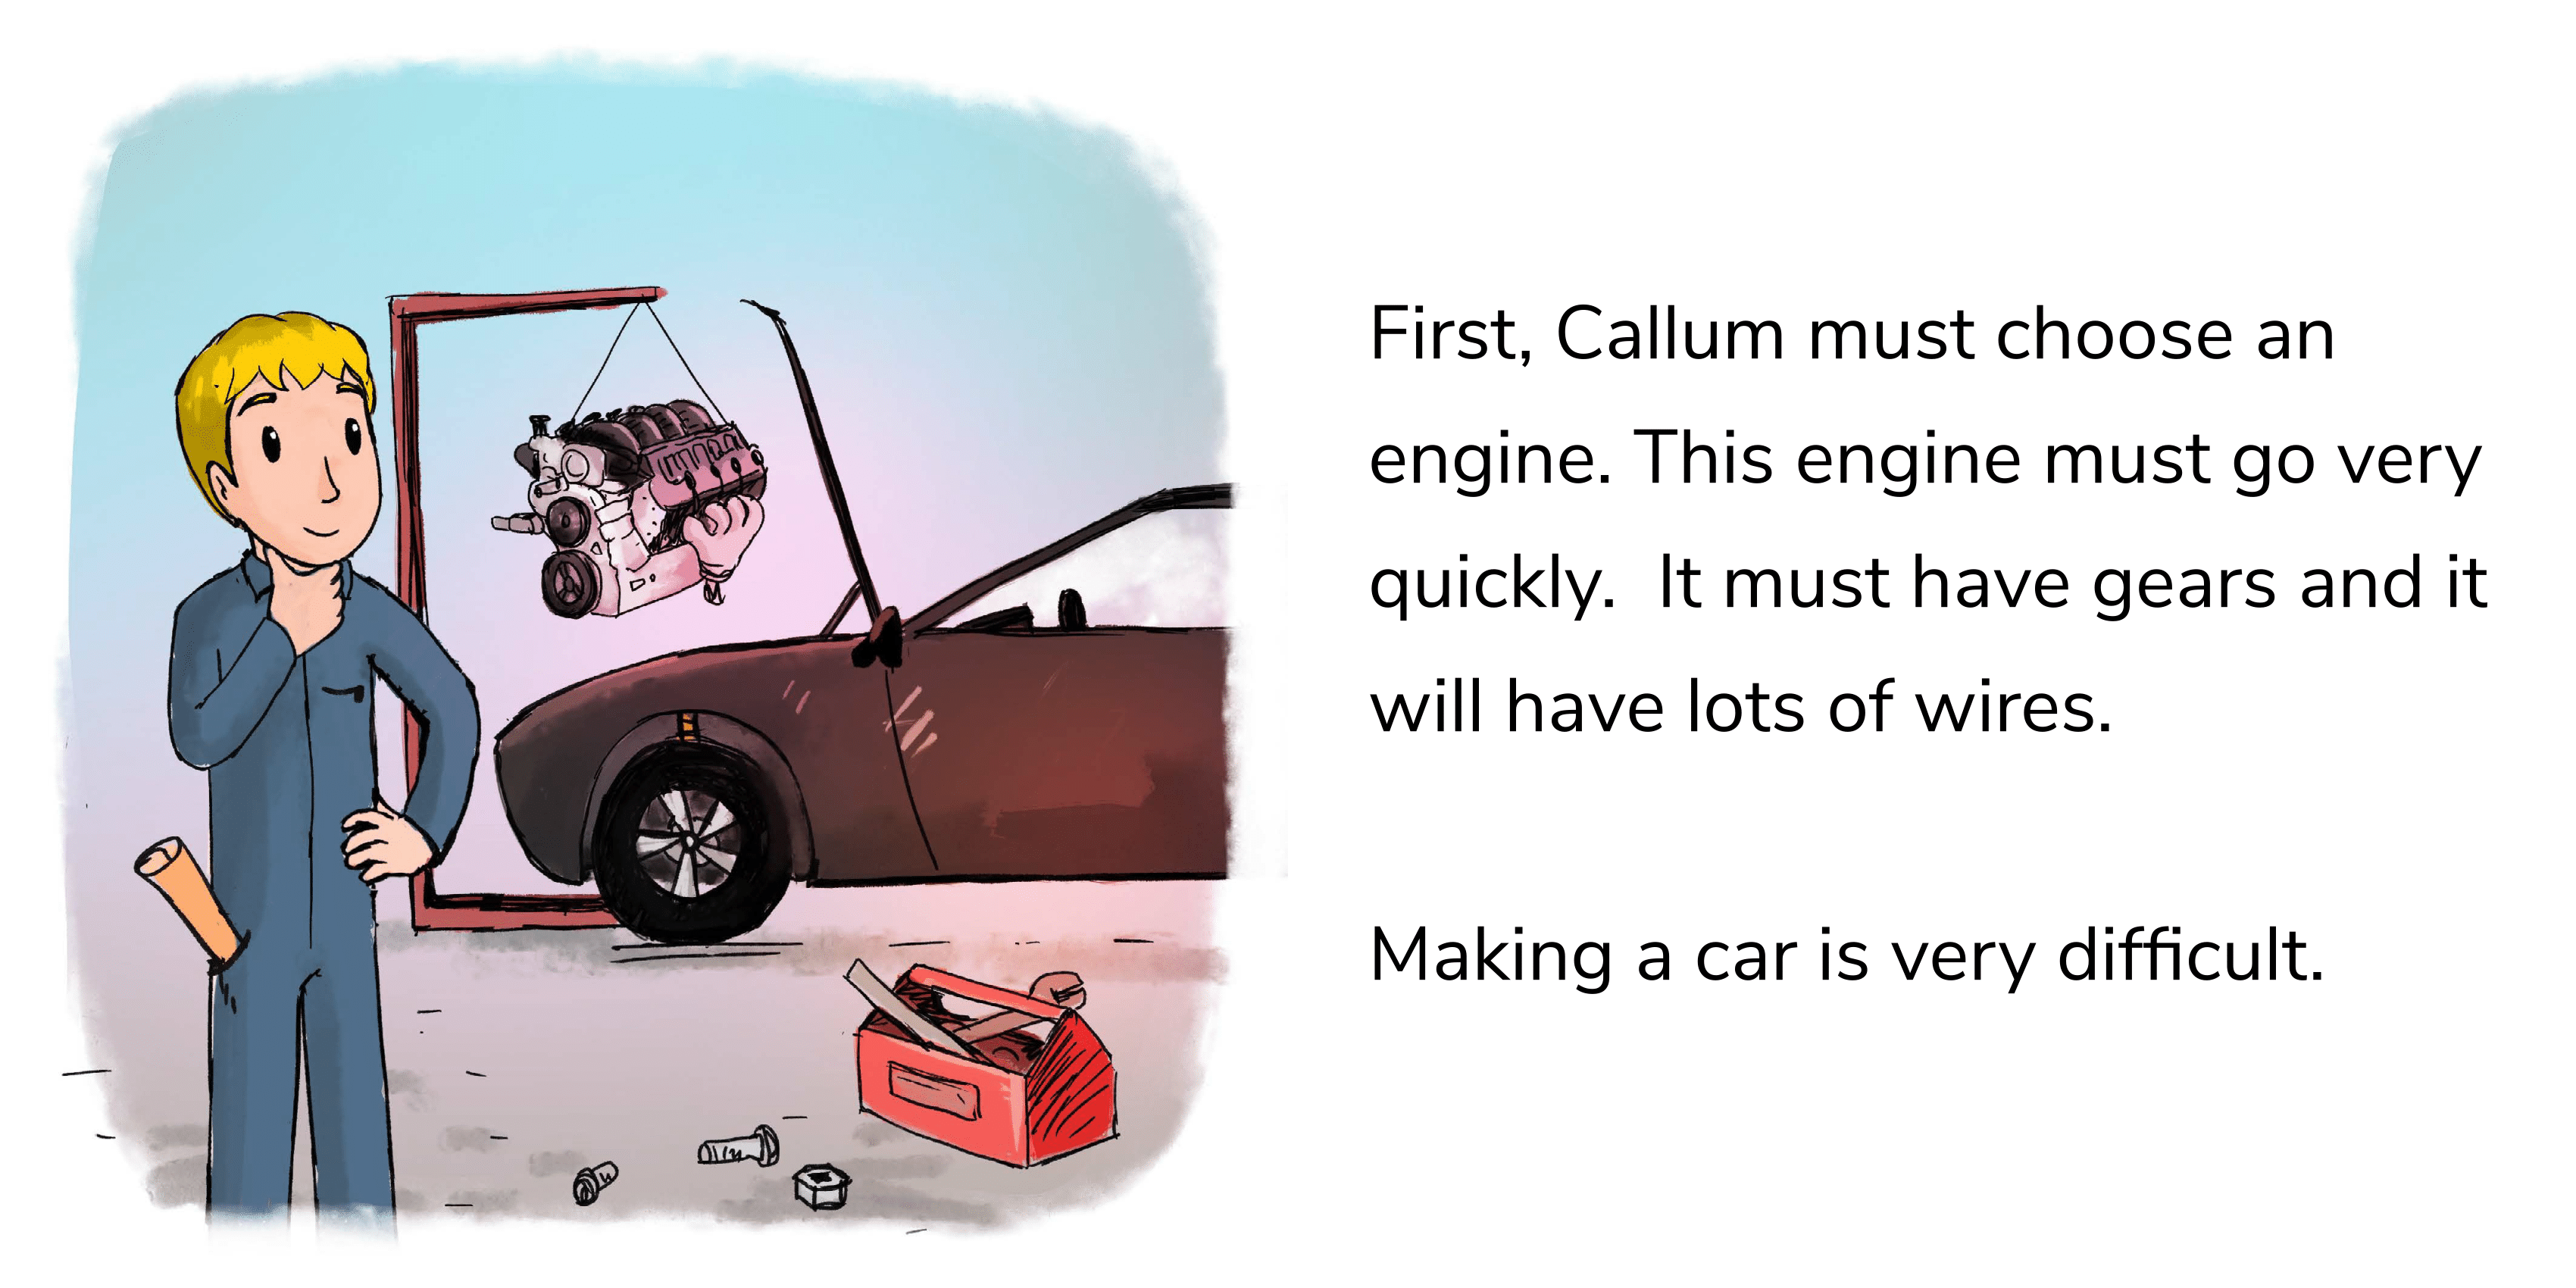 First, Callum must choose an
engine. This engine must go very
quickly.  It must have gears and it
will have lots of wires.
Making a car is very difficult.